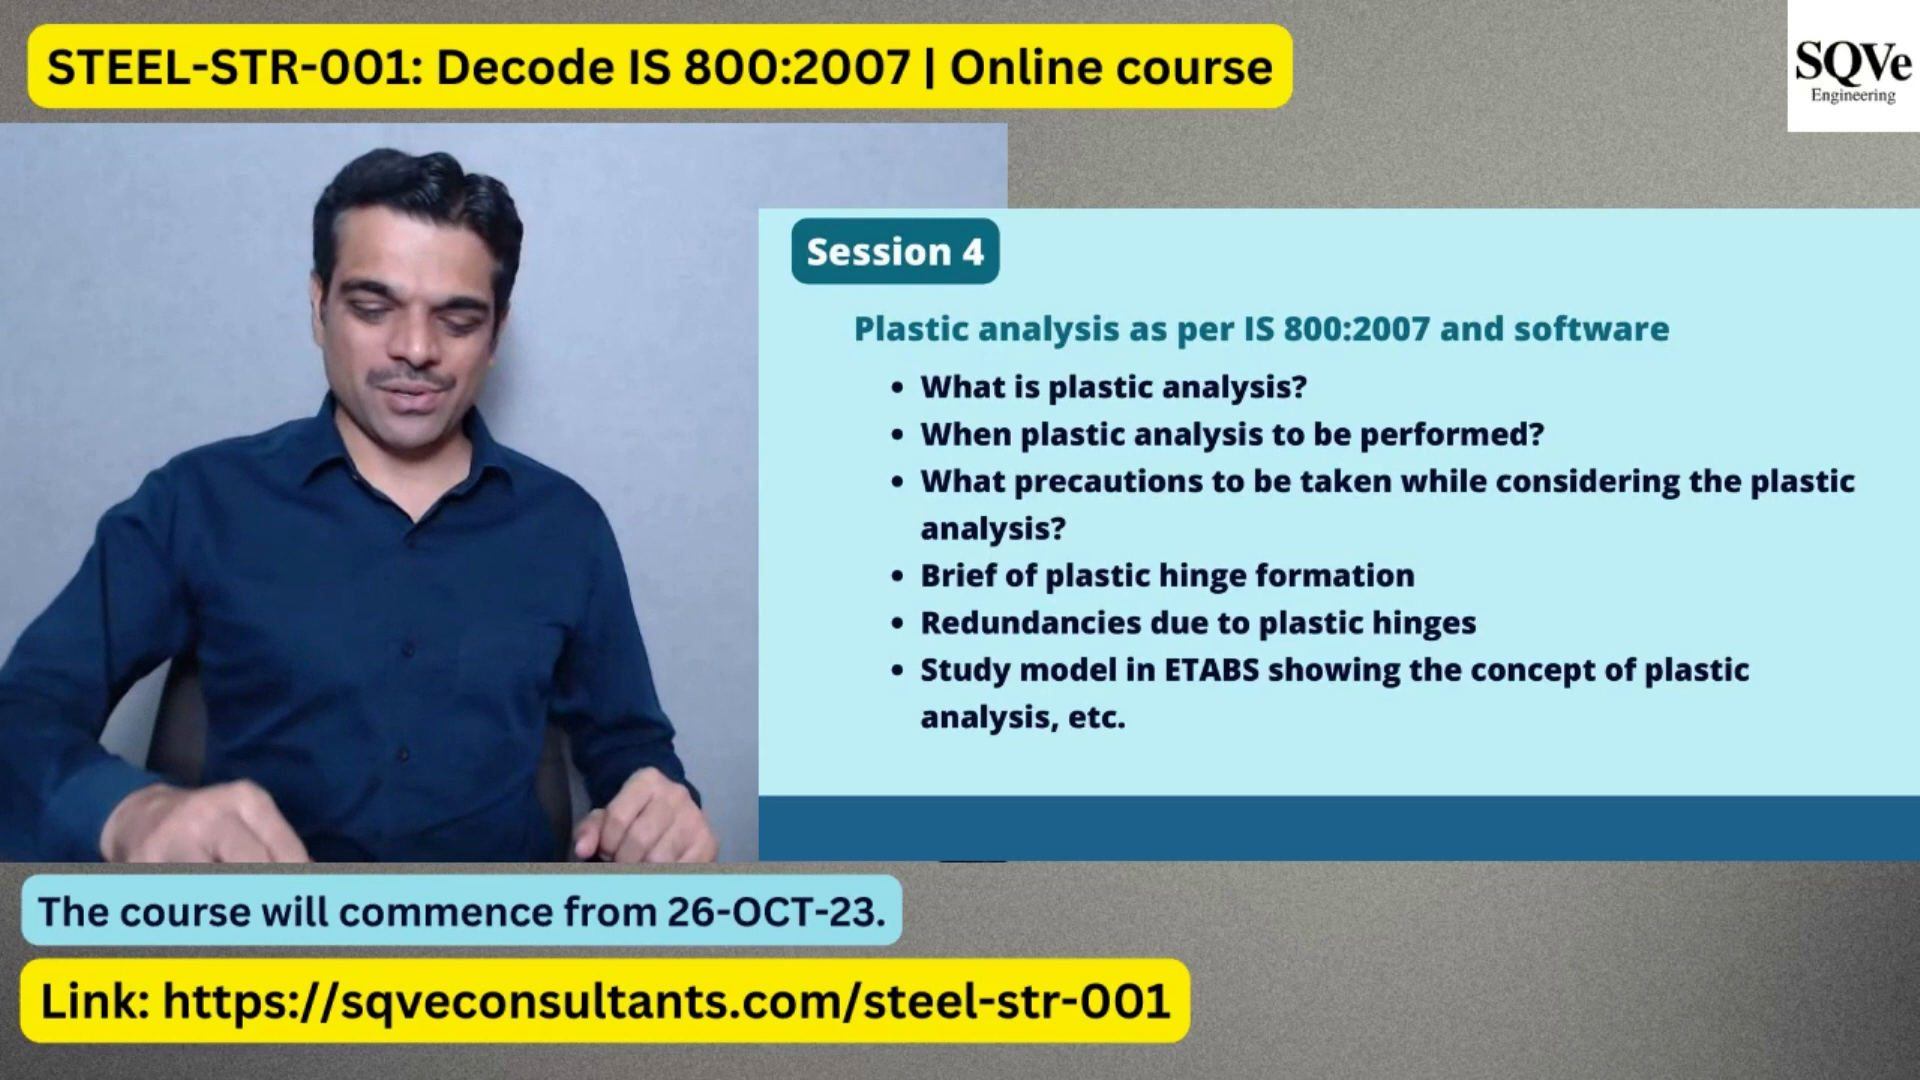 STEEL-STR-001: Decode IS 800:2007 | Online course
SQVe
Engineering
Session 4
Plastic analysis as per IS 800:2007 and software
• What is plastic analysis?
• When plastic analysis to be performed?
• What precautions to be taken while considering the plastic
analysis?
• Brief of plastic hinge formation
• Redundancies due to plastic hinges
• Study model in ETABS showing the concept of plastic
analysis, etc.
The course will commence from 26-OCT-23.
Link: https://sqveconsultants.com/steel-str-001